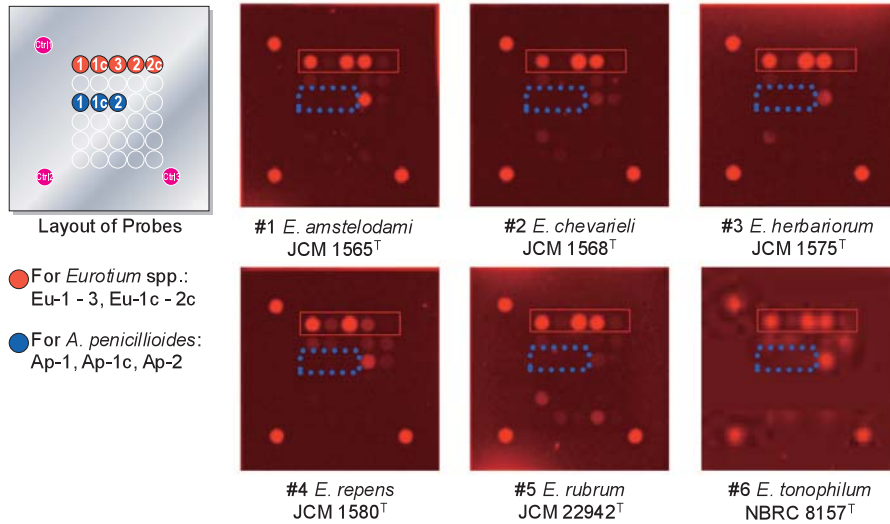 Ctrl1
1 1c 3 2 2c
1 1c 2
Ctrl2
Ctrl3
Layout of Probes
For Eurotium spp.:
Eu-1 - 3, Eu-1c - 2c
For A. penicillioides:
Ap-1, Ap-1c, Ap-2
#1 E. amstelodami
JCM 1565T
#2 E. chevarieli
JCM 1568T
#3 E. herbariorum
JCM 1575T
#4 E. repens
JCM 1580T
#5 E. rubrum
JCM 22942T
#6 E. tonophilum
NBRC 8157T